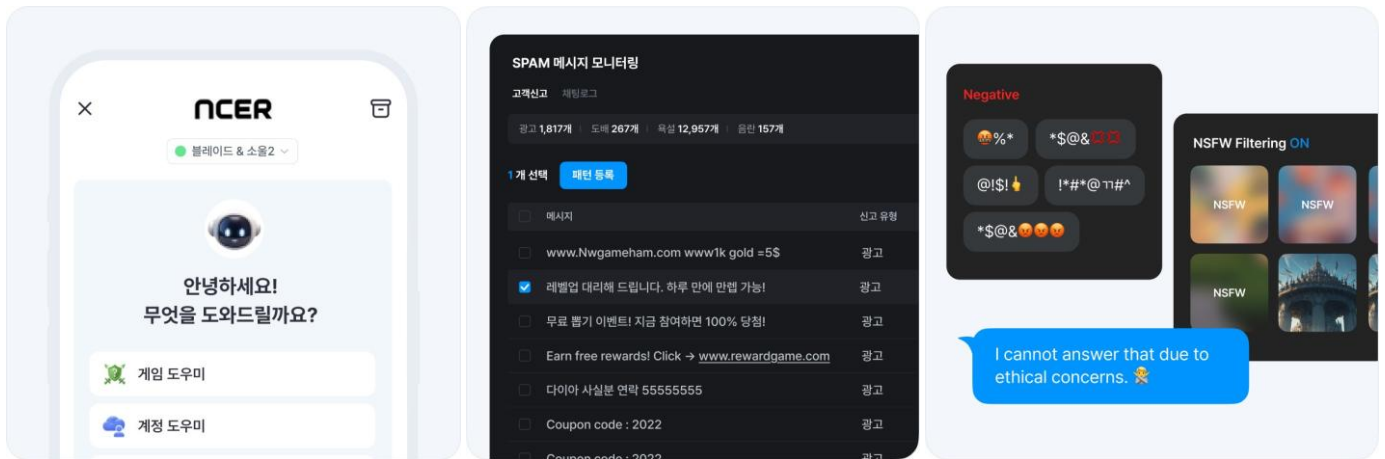 NCER
블레이드 & 소울2
안녕하세요!
무엇을 도와드릴까요?
게임 도우미
계정 도우미
SPAM 메시지 모니터링
고객신고 채팅로그
광고 1,817개 도배 267개 욕설 12,957개 음란 157개
1 개 선택 패턴 등록
메시지 신고 유형
www.Nwgameham.com www1k gold =5$ 광고
레벨업 대리해 드립니다. 하루 만에 만렙 가능! 광고
무료 뽑기 이벤트! 지금 참여하면 100% 당첨! 광고
Earn free rewards! Click → www.rewardgame.com 광고
다이아 사실분 연락 55555555 광고
Coupon code : 2022 광고
Coupon code : 2022 광고
Negative
🤬%* *$@&💢💢
@!$!🖕 !*#*@ㄲ#^
*$@&😡😡😡
NSFW Filtering ON
NSFW NSFW
NSFW
I cannot answer that due to
ethical concerns. 🙅